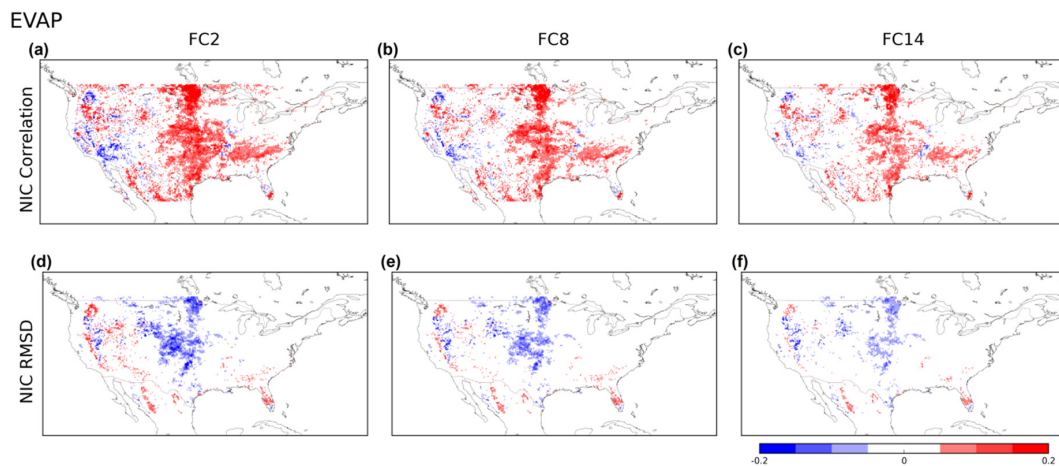 EVAP
FC2 FC8 FC14
(a) (b) (c)
NIC Correlation
(d) (e) (f)
NIC RMSD
-0.2 0 0.2